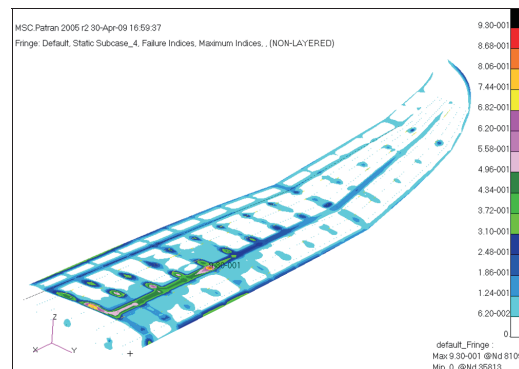 MSC.Patran 2005 r2 30-Apr-09 16:59:37
Fringe: Default, Static Subcase_4, Failure Indices, Maximum Indices, , (NON-LAYERED)
9.30-001
8.68-001
8.06-001
7.44-001
6.82-001
6.20-001
5.58-001
4.96-001
4.34-001
3.72-001
3.10-001
2.48-001
1.86-001
1.24-001
6.20-002
0.
Z
X
Y
default_Fringe :
Max 9.30-001 @Nd 8109
Min 0. @Nd 35813